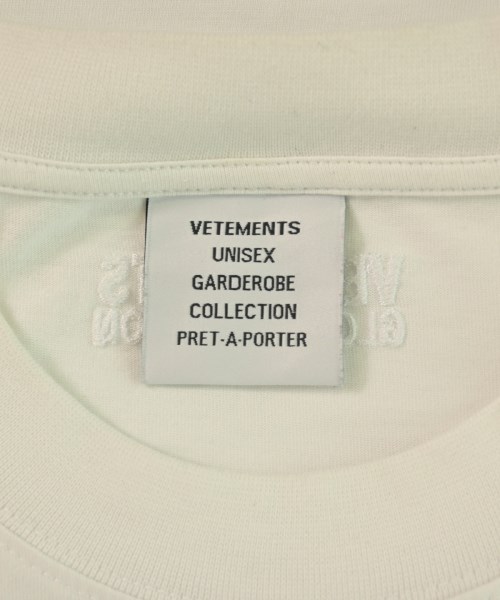 VETEMENTS
UNISEX
GARDEROBE
COLLECTION
PRET-A-PORTER